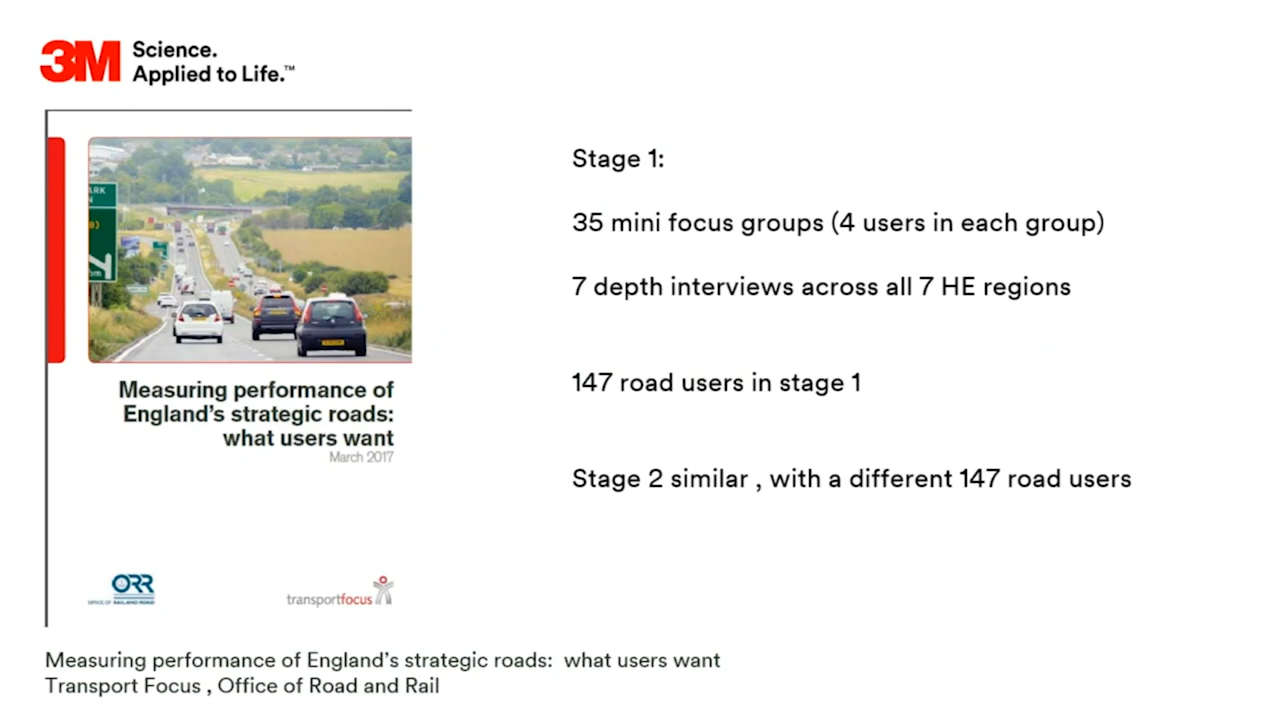 3M Science.
Applied to Life.™
ARK
N
Measuring performance of
England's strategic roads:
what users want
March 2017
ORR
OFFICE OF RAIL AND ROAD
transportfocus
Stage 1:
35 mini focus groups (4 users in each group)
7 depth interviews across all 7 HE regions
147 road users in stage 1
Stage 2 similar , with a different 147 road users
Measuring performance of England's strategic roads:  what users want
Transport Focus , Office of Road and Rail